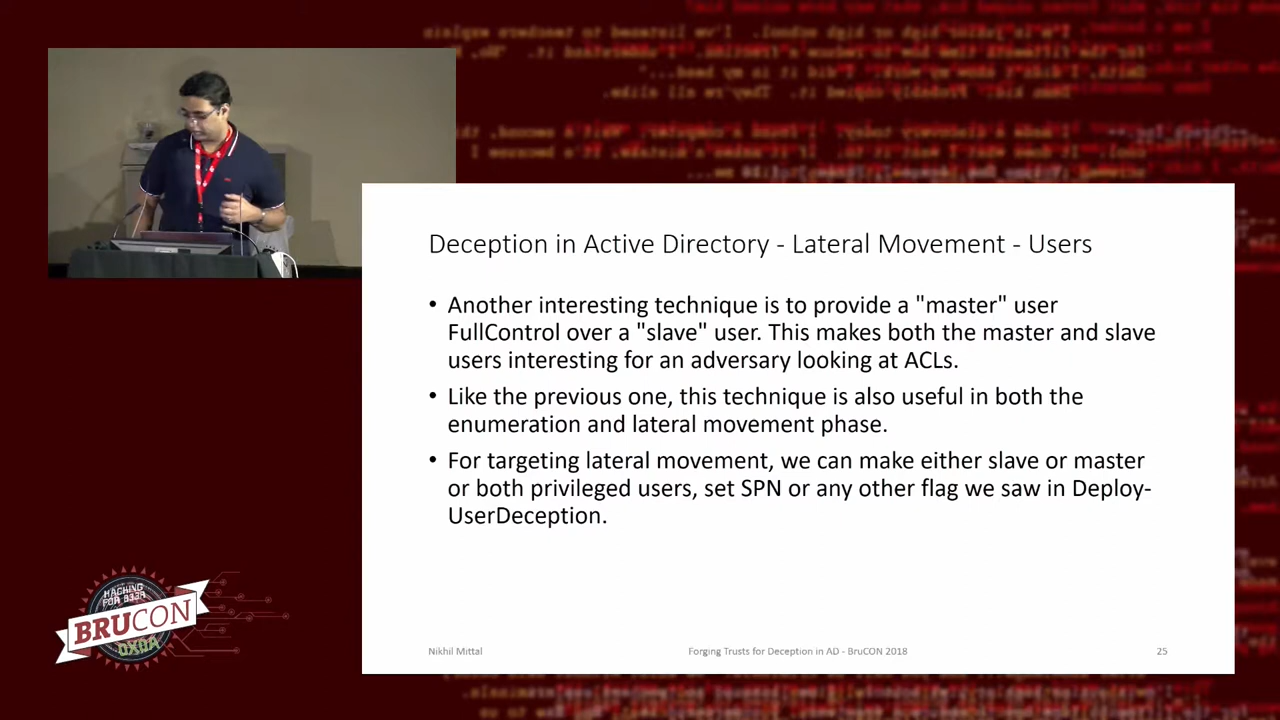 Deception in Active Directory - Lateral Movement - Users
• Another interesting technique is to provide a "master" user
FullControl over a "slave" user. This makes both the master and slave
users interesting for an adversary looking at ACLs.
• Like the previous one, this technique is also useful in both the
enumeration and lateral movement phase.
• For targeting lateral movement, we can make either slave or master
or both privileged users, set SPN or any other flag we saw in Deploy-
UserDeception.
Nikhil Mittal
Forging Trusts for Deception in AD - BruCON 2018
25
HACKING
FOR B33R
BRUCON
0X0A